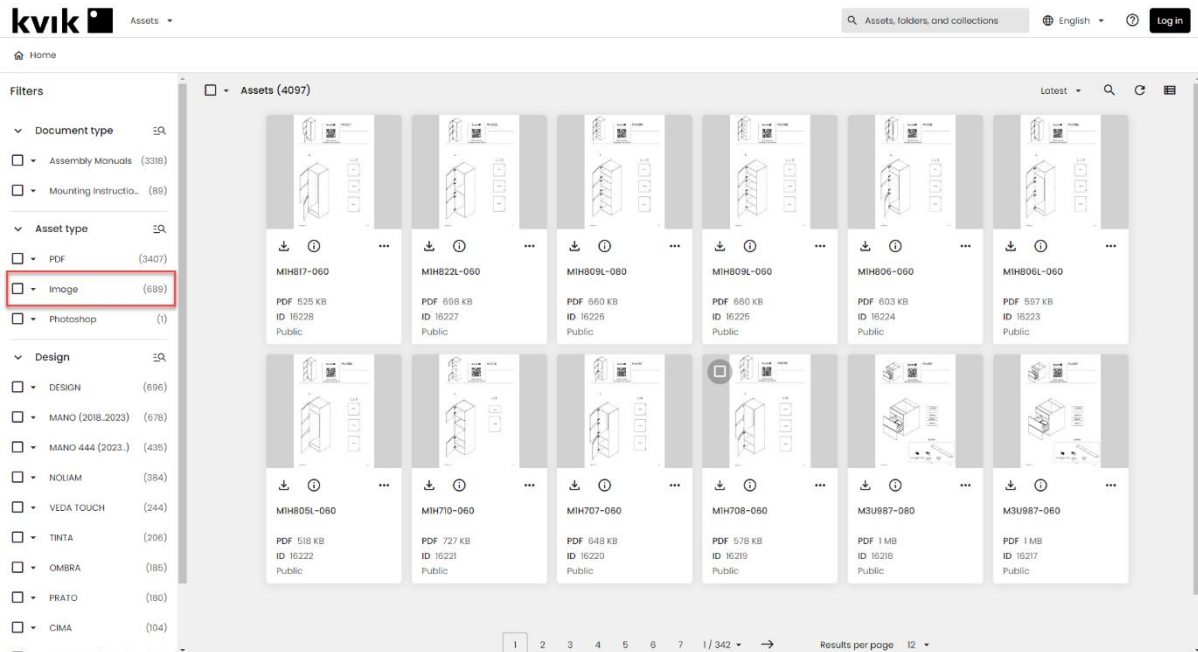 kvik
Assets
Assets, folders, and collections
English
Log in
Home
Filters
Document type
Assembly Manuals (3318)
Mounting Instructio... (89)
Asset type
PDF (3407)
Image (689)
Photoshop (1)
Design
DESIGN (696)
MANO (2018..2023) (678)
MANO 444 (2023..) (435)
NOLIAM (384)
VEDA TOUCH (244)
TINTA (206)
OMBRA (185)
PRATO (180)
CIMA (104)
Assets (4097)
Latest
M1H817-060
PDF 525 KB
ID 16228
Public
M1H822L-060
PDF 698 KB
ID 16227
Public
M1H809L-080
PDF 660 KB
ID 16226
Public
M1H809L-060
PDF 660 KB
ID 16225
Public
M1H806-060
PDF 603 KB
ID 16224
Public
M1H806L-060
PDF 597 KB
ID 16223
Public
M1H805L-060
PDF 518 KB
ID 16222
Public
M1H710-060
PDF 727 KB
ID 16221
Public
M1H707-060
PDF 648 KB
ID 16220
Public
M1H708-060
PDF 578 KB
ID 16219
Public
M3U987-080
PDF 1 MB
ID 16218
Public
M3U987-060
PDF 1 MB
ID 16217
Public
1 2 3 4 5 6 7 1 / 342
Results per page 12